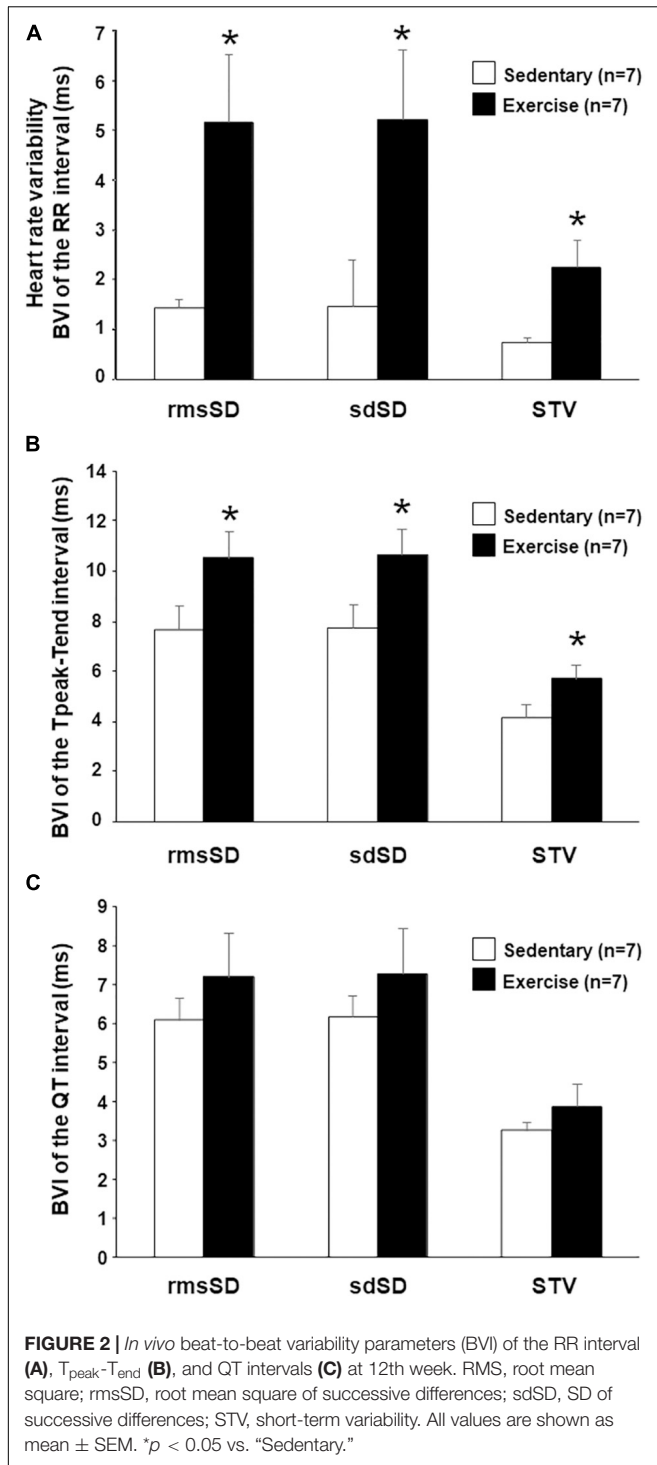 A
Heart rate variability
BVI of the RR interval (ms)
7
6
5
4
3
2
1
0
* * *
Sedentary (n=7)
Exercise (n=7)
rmsSD sdSD STV
B
BVI of the Tpeak-Tend interval (ms)
14
12
10
8
6
4
2
0
* * *
Sedentary (n=7)
Exercise (n=7)
rmsSD sdSD STV
C
BVI of the QT interval (ms)
9
8
7
6
5
4
3
2
1
0
Sedentary (n=7)
Exercise (n=7)
rmsSD sdSD STV
FIGURE 2 | In vivo beat-to-beat variability parameters (BVI) of the RR interval
(A), Tpeak-Tend (B), and QT intervals (C) at 12th week. RMS, root mean
square; rmsSD, root mean square of successive differences; sdSD, SD of
successive differences; STV, short-term variability. All values are shown as
mean ± SEM. *p < 0.05 vs. “Sedentary.”